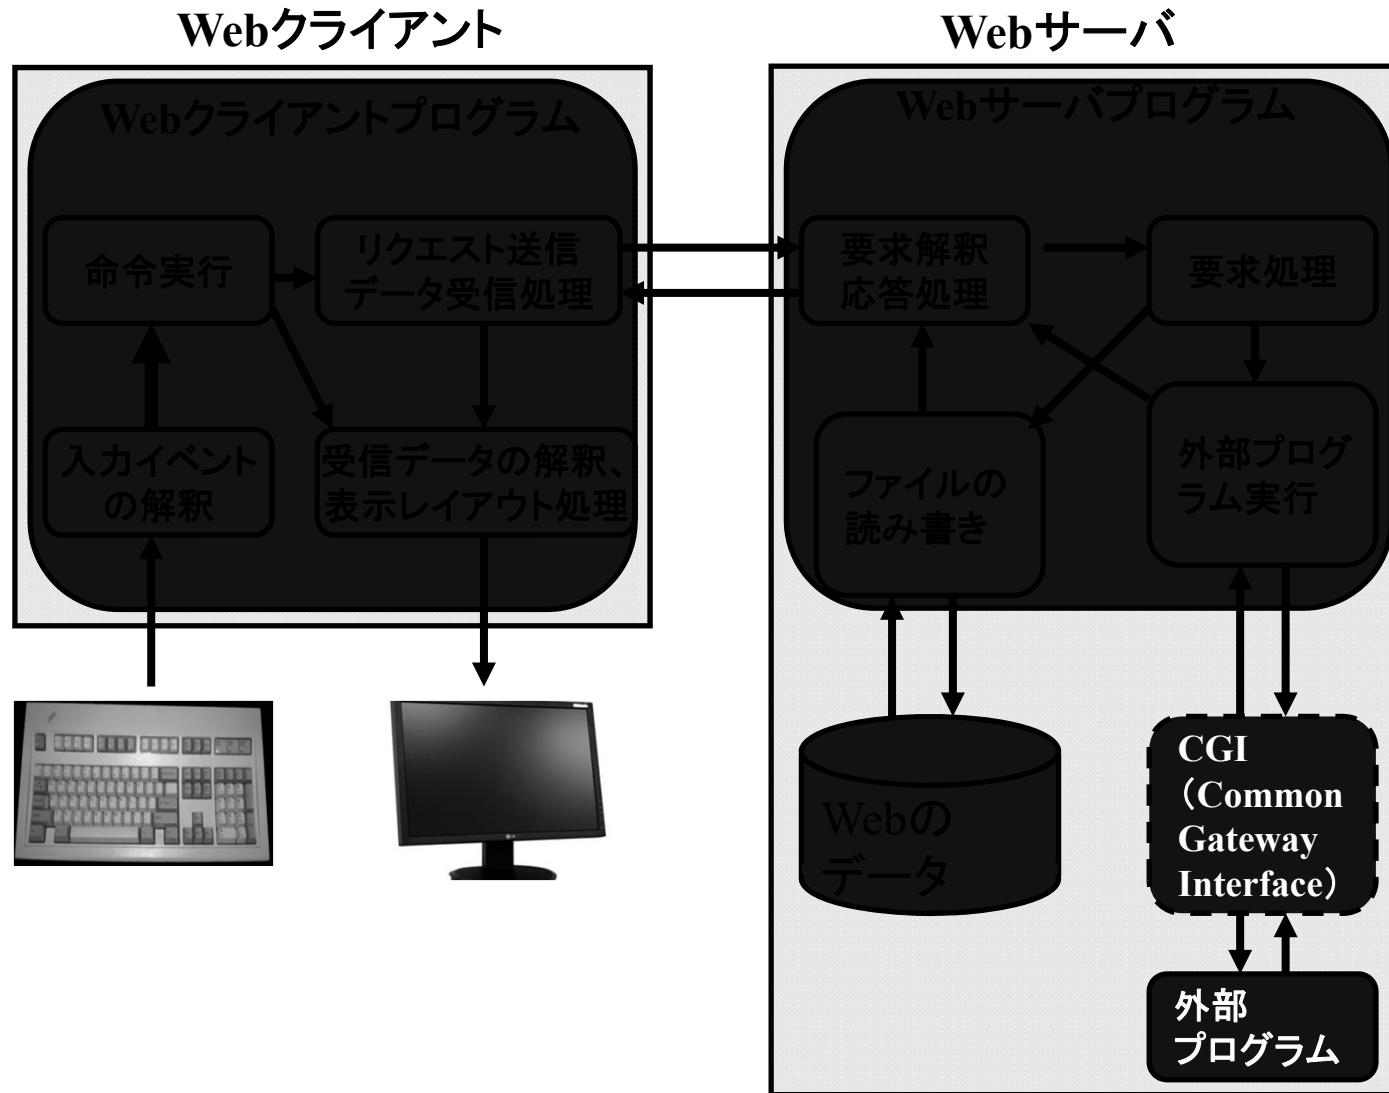 Webクライアント
Webクライアントプログラム
命令実行
リクエスト送信
データ受信処理
入力イベント
の解釈
受信データの解釈、
表示レイアウト処理
Webサーバ
Webサーバプログラム
要求解釈
応答処理
要求処理
ファイルの
読み書き
外部プログ
ラム実行
Webの
データ
CGI
（Common
Gateway
Interface）
外部
プログラム